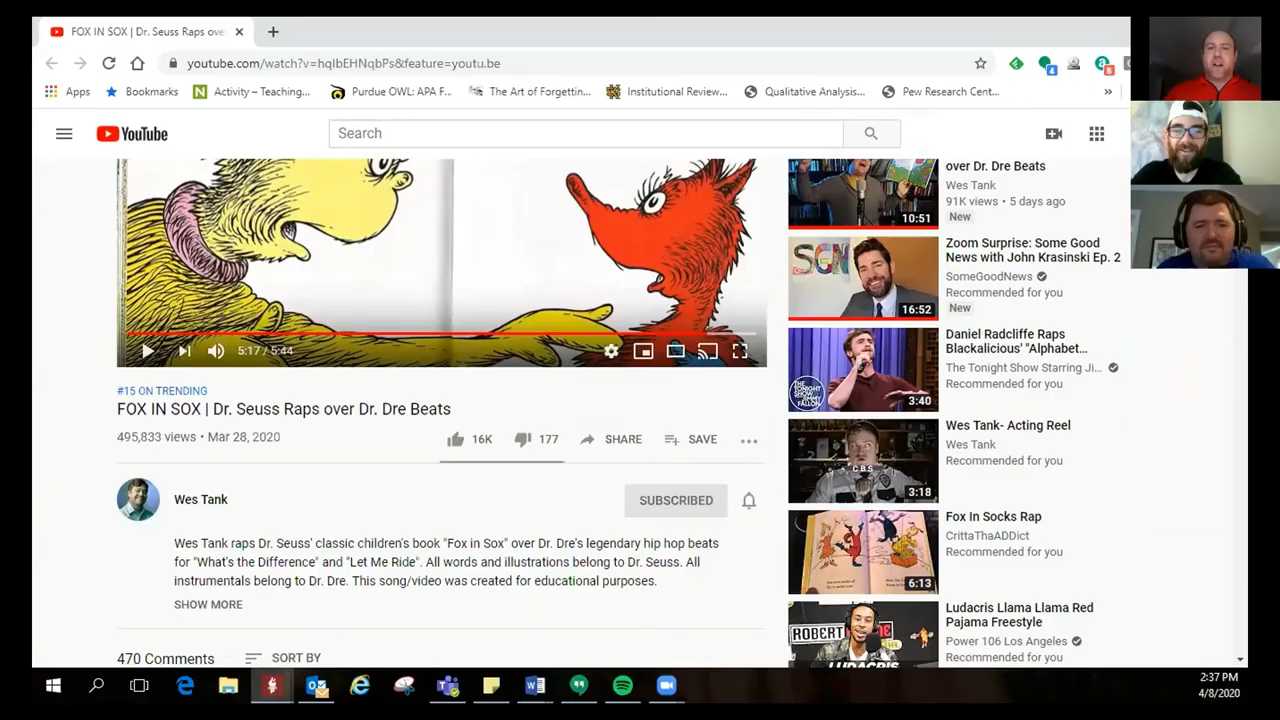 FOX IN SOX | Dr. Seuss Raps ove
youtube.com/watch?v=hqIbEHNqbPs&feature=youtu.be
Apps
Bookmarks
Activity – Teaching...
Purdue OWL: APA F...
The Art of Forgettin...
Institutional Revie...
Qualitative Analysis...
Pew Research Cent...
»
YouTube
Search
5:17 / 5:44
#15 ON TRENDING
FOX IN SOX | Dr. Seuss Raps over Dr. Dre Beats
495,833 views • Mar 28, 2020
16K
177
SHARE
SAVE
Wes Tank
SUBSCRIBED
Wes Tank raps Dr. Seuss' classic children's book "Fox in Sox" over Dr. Dre's legendary hip hop beats
for "What's the Difference" and "Let Me Ride". All words and illustrations belong to Dr. Seuss. All
instrumentals belong to Dr. Dre. This song/video was created for educational purposes.
SHOW MORE
470 Comments
SORT BY
over Dr. Dre Beats
Wes Tank
91K views • 5 days ago
New
10:51
Zoom Surprise: Some Good
News with John Krasinski Ep. 2
SomeGoodNews
Recommended for you
New
SGN
16:52
Daniel Radcliffe Raps
Blackalicious' "Alphabet...
The Tonight Show Starring Ji...
Recommended for you
THE
TONIGHT
SHOW
JIMMY
FALLON
3:40
Wes Tank- Acting Reel
Wes Tank
Recommended for you
CBS
3:18
Fox In Socks Rap
CrittaThaADDict
Recommended for you
6:13
Ludacris Llama Llama Red
Pajama Freestyle
Power 106 Los Angeles
Recommended for you
LUDACRIS
2:37 PM
4/8/2020